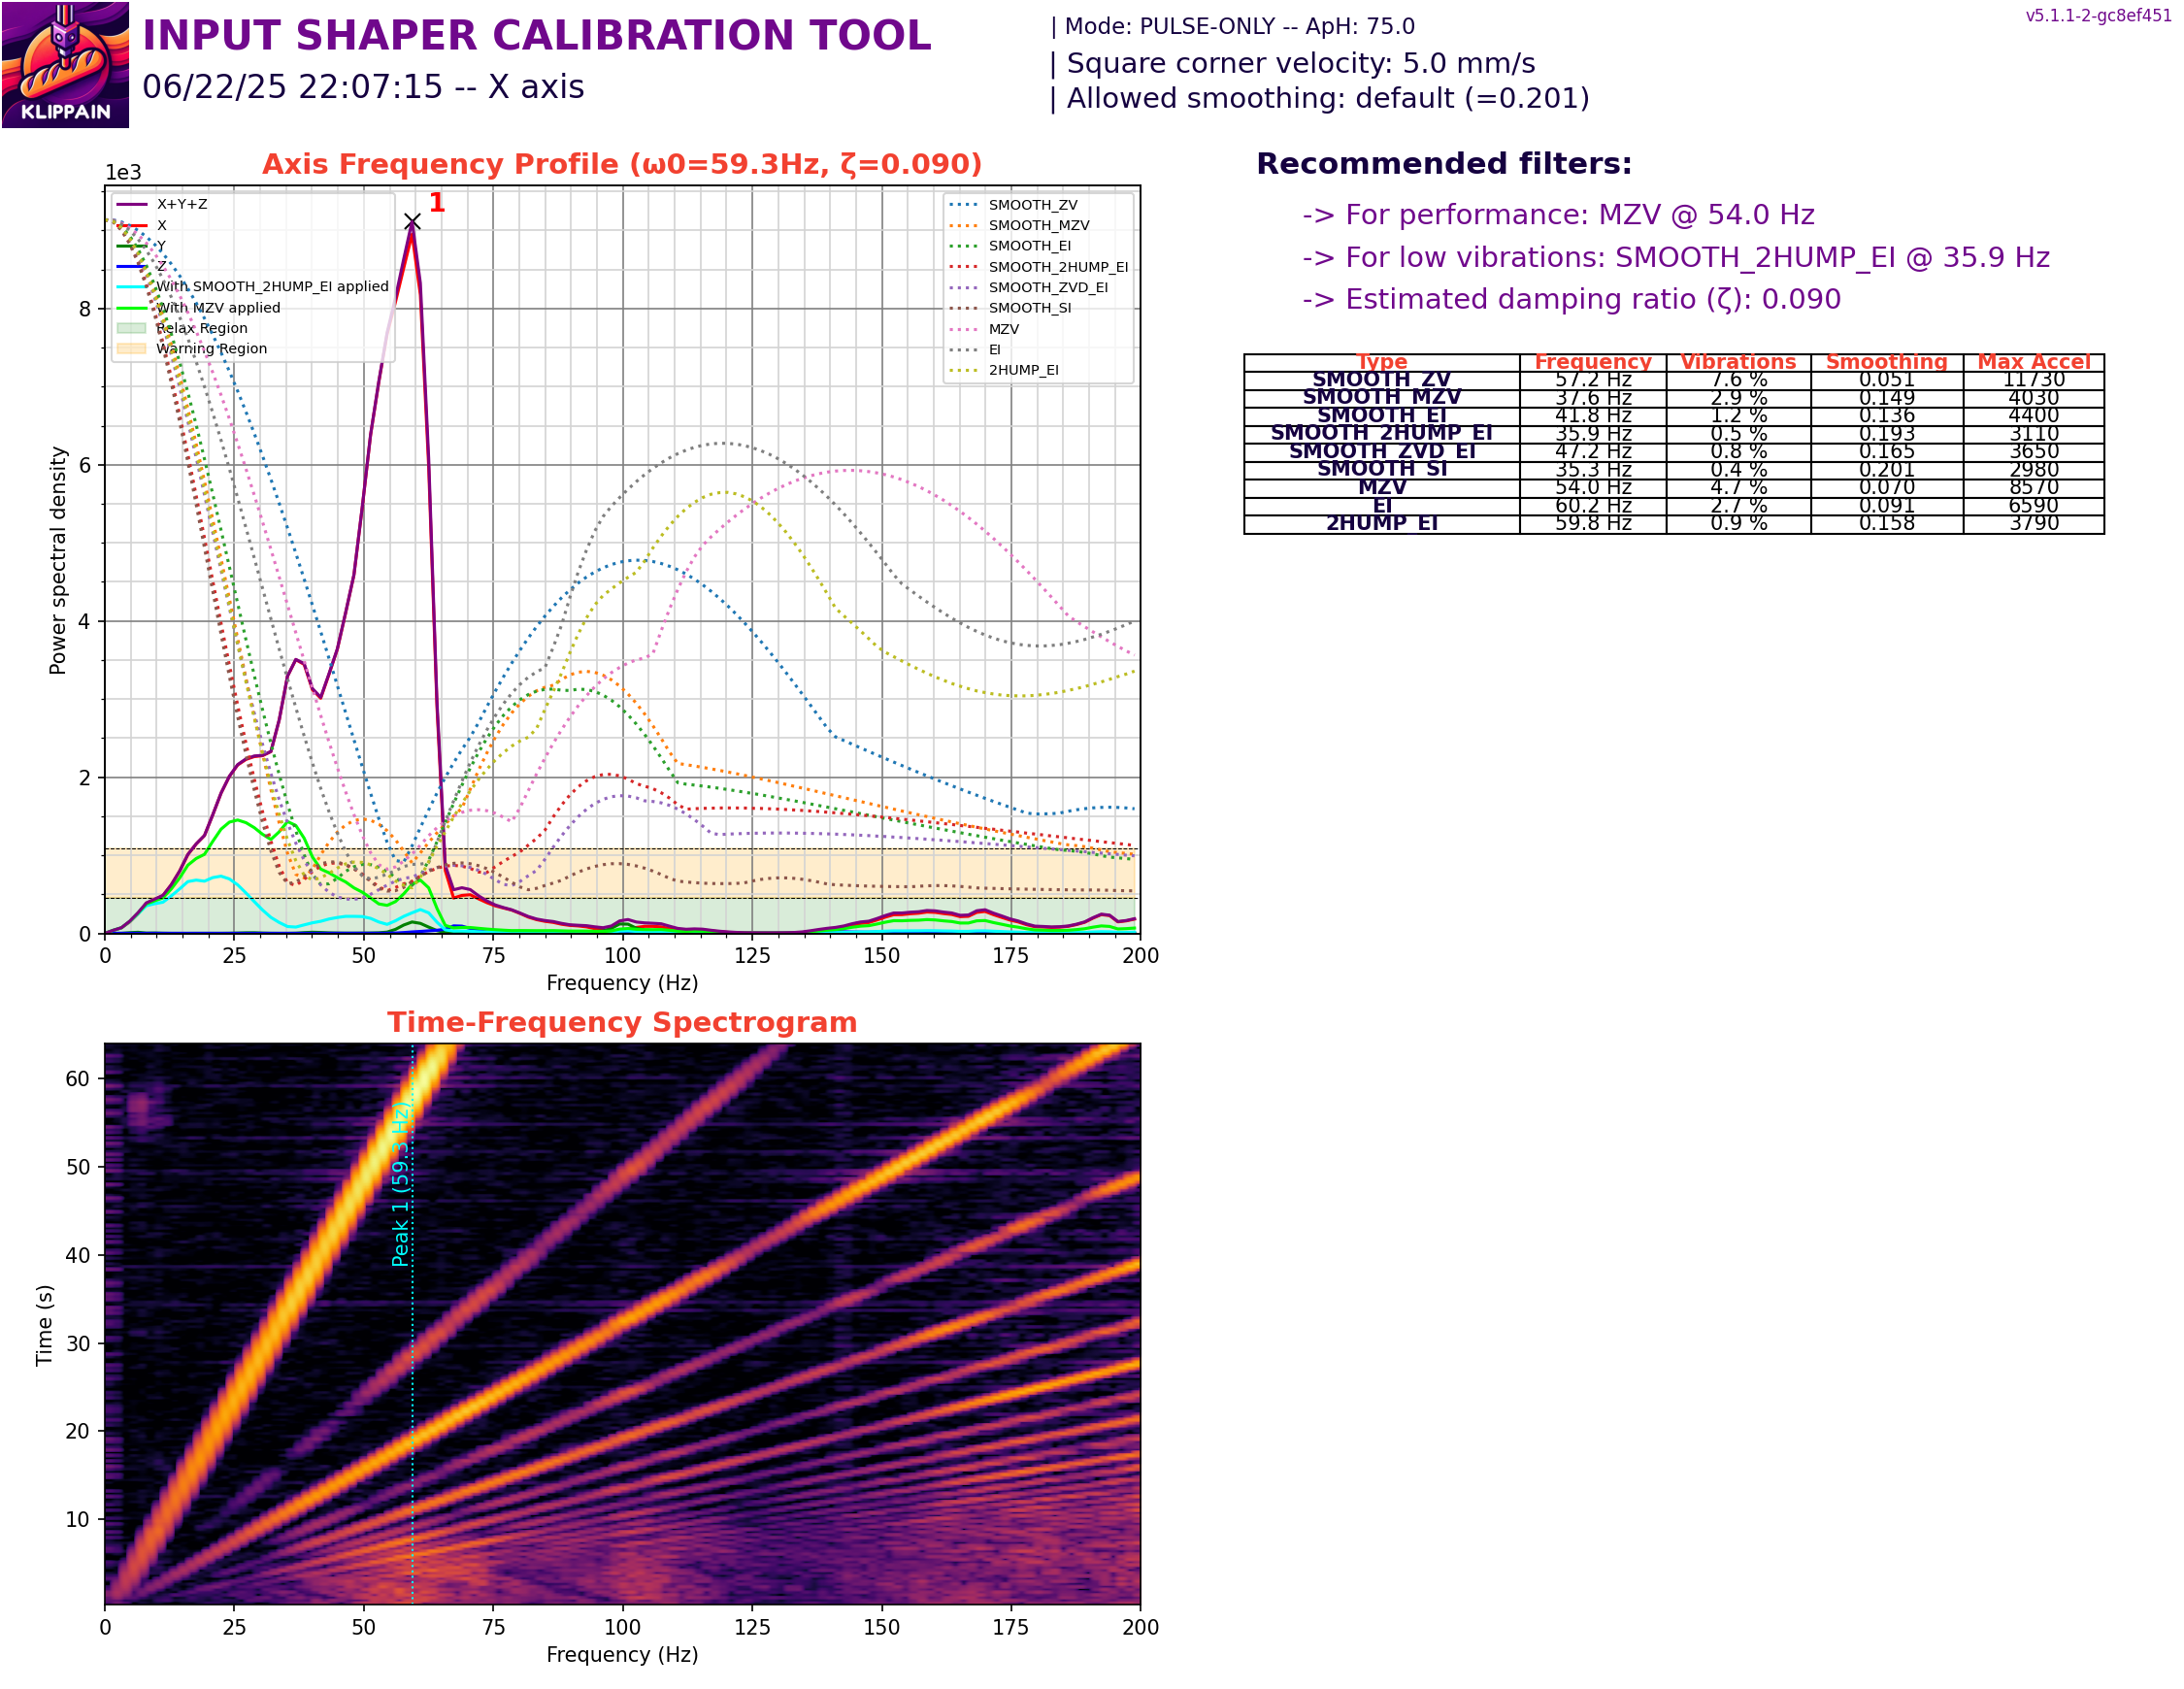 KLIPPAIN
INPUT SHAPER CALIBRATION TOOL
06/22/25 22:07:15 -- X axis
| Mode: PULSE-ONLY -- ApH: 75.0
| Square corner velocity: 5.0 mm/s
| Allowed smoothing: default (=0.201)
v5.1.1-2-gc8ef451
Axis Frequency Profile (ω0=59.3Hz, ζ=0.090)
1e3
1
X+Y+Z
X
Y
Z
With SMOOTH_2HUMP_EI applied
With MZV applied
Relax Region
Warning Region
SMOOTH_ZV
SMOOTH_MZV
SMOOTH_EI
SMOOTH_2HUMP_EI
SMOOTH_ZVD_EI
SMOOTH_SI
MZV
EI
2HUMP_EI
Power spectral density
8
6
4
2
0
0 25 50 75 100 125 150 175 200
Frequency (Hz)
Recommended filters:
-> For performance: MZV @ 54.0 Hz
-> For low vibrations: SMOOTH_2HUMP_EI @ 35.9 Hz
-> Estimated damping ratio (ζ): 0.090
Type Frequency Vibrations Smoothing Max Accel
SMOOTH_ZV 57.2 Hz 7.6 % 0.051 11730
SMOOTH_MZV 37.6 Hz 2.9 % 0.149 4030
SMOOTH_EI 41.8 Hz 1.2 % 0.136 4400
SMOOTH_2HUMP_EI 35.9 Hz 0.5 % 0.193 3110
SMOOTH_ZVD_EI 47.2 Hz 0.8 % 0.165 3650
SMOOTH_SI 35.3 Hz 0.4 % 0.201 2980
MZV 54.0 Hz 4.7 % 0.070 8570
EI 60.2 Hz 2.7 % 0.091 6590
2HUMP_EI 59.8 Hz 0.9 % 0.158 3790
Time-Frequency Spectrogram
Time (s)
60
50
40
30
20
10
Peak 1 (59.3 Hz)
0 25 50 75 100 125 150 175 200
Frequency (Hz)